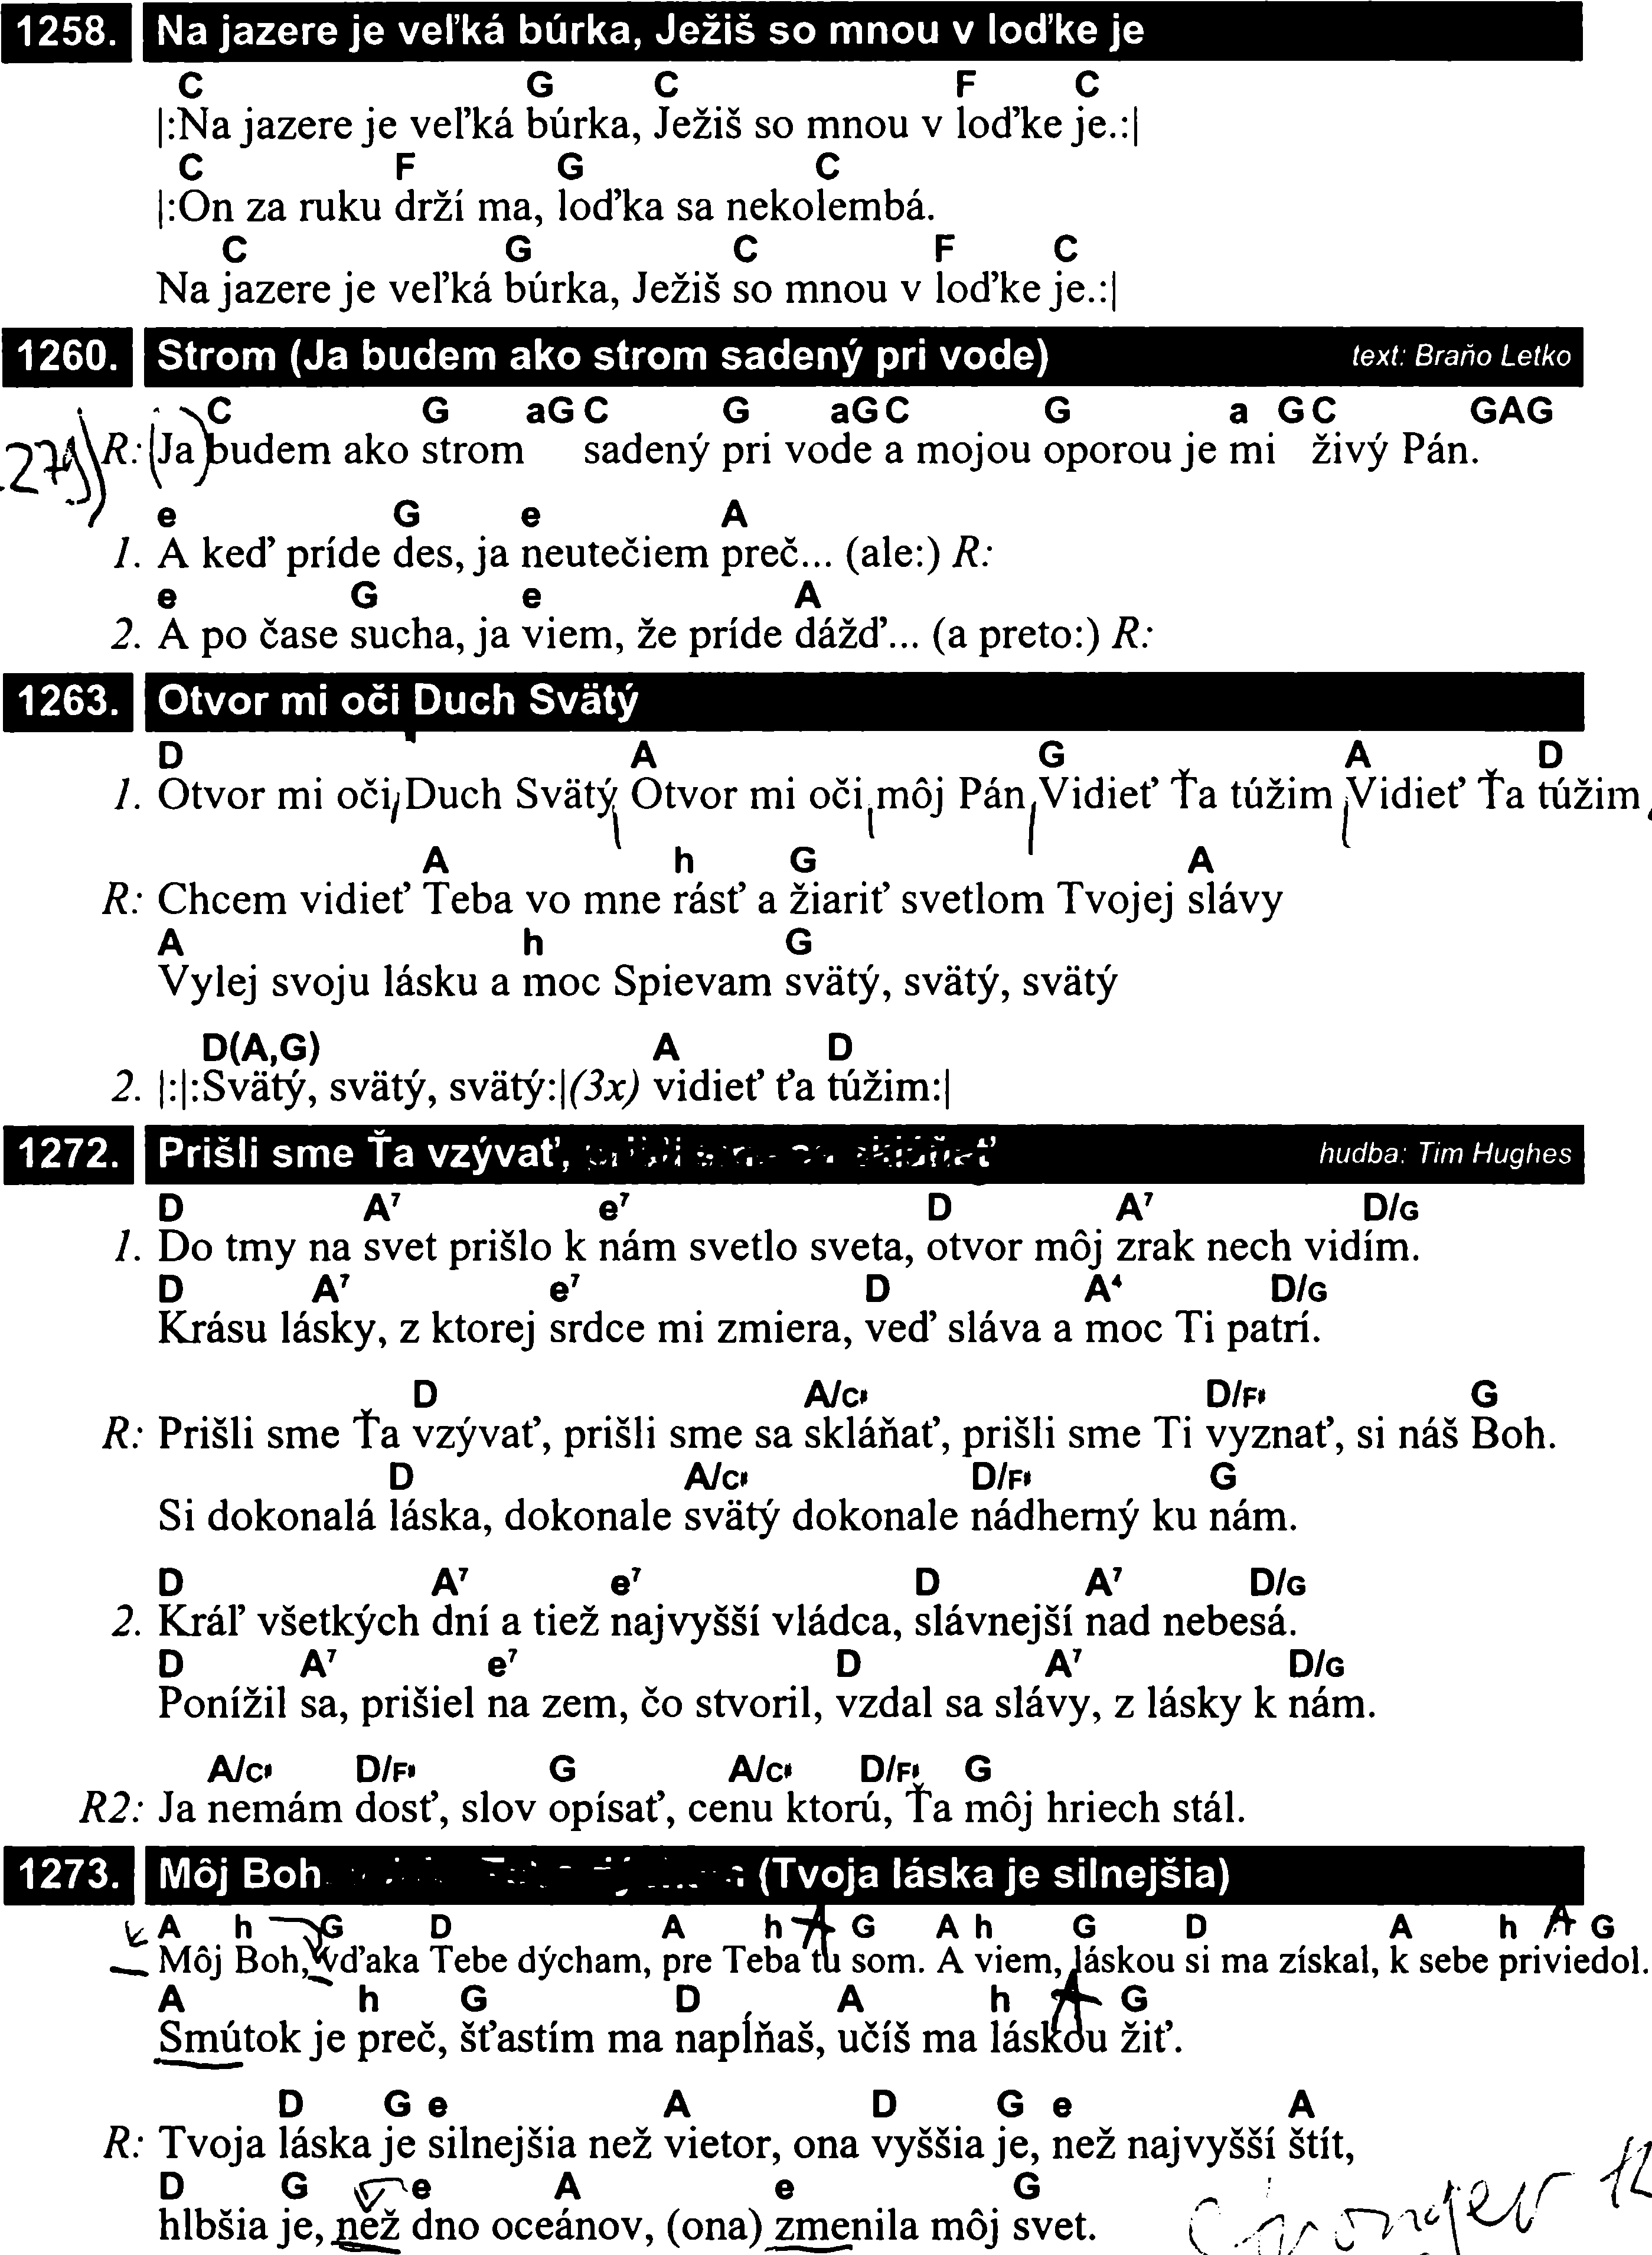 1258. Na jazere je veľká búrka, Ježiš so mnou v loďke je
C G C F C
|:Na jazere je veľká búrka, Ježiš so mnou v loďke je.:|
C F G C
|:On za ruku drží ma, loďka sa nekolembá.
C G C F C
Na jazere je veľká búrka, Ježiš so mnou v loďke je.:|
1260. Strom (Ja budem ako strom sadený pri vode) text: Braňo Letko
C G aG C G aG C G a G C GAG
R: (Ja) budem ako strom sadený pri vode a mojou oporou je mi živý Pán.
e G e A
1. A keď príde des, ja neutečiem preč... (ale:) R:
e G e A
2. A po čase sucha, ja viem, že príde dážď... (a preto:) R:
1263. Otvor mi oči Duch Svätý
D A G A D
1. Otvor mi oči, Duch Svätý, Otvor mi oči, môj Pán, Vidieť Ťa túžim, Vidieť Ťa túžim,
A h G A
R: Chcem vidieť Teba vo mne rásť a žiariť svetlom Tvojej slávy
A h G
Vylej svoju lásku a moc Spievam svätý, svätý, svätý
D(A,G) A D
2. |:|:Svätý, svätý, svätý:|(3x) vidieť ťa túžim:|
1272. Prišli sme Ťa vzývať, hudba: Tim Hughes
D A7 e7 D A7 D/G
1. Do tmy na svet prišlo k nám svetlo sveta, otvor môj zrak nech vidím.
D A7 e7 D A4 D/G
Krásu lásky, z ktorej srdce mi zmiera, veď sláva a moc Ti patrí.
D A/C# D/F# G
R: Prišli sme Ťa vzývať, prišli sme sa skláňať, prišli sme Ti vyznať, si náš Boh.
D A/C# D/F# G
Si dokonalá láska, dokonale svätý dokonale nádherný ku nám.
D A7 e7 D A7 D/G
2. Kráľ všetkých dní a tiež najvyšší vládca, slávnejší nad nebesá.
D A7 e7 D A7 D/G
Ponížil sa, prišiel na zem, čo stvoril, vzdal sa slávy, z lásky k nám.
A/C# D/F# G A/C# D/F# G
R2: Ja nemám dosť, slov opísať, cenu ktorú, Ťa môj hriech stál.
1273. Môj Boh (Tvoja láska je silnejšia)
A h G D A h A G A h G D A h A G
Môj Boh, vďaka Tebe dýcham, pre Teba tu som. A viem, láskou si ma získal, k sebe priviedol.
A h G D A h A G
Smútok je preč, šťastím ma napĺňaš, učíš ma láskou žiť.
D G e A D G e A
R: Tvoja láska je silnejšia než vietor, ona vyššia je, než najvyšší štít,
D G e A e G
hlbšia je, než dno oceánov, (ona) zmenila môj svet.